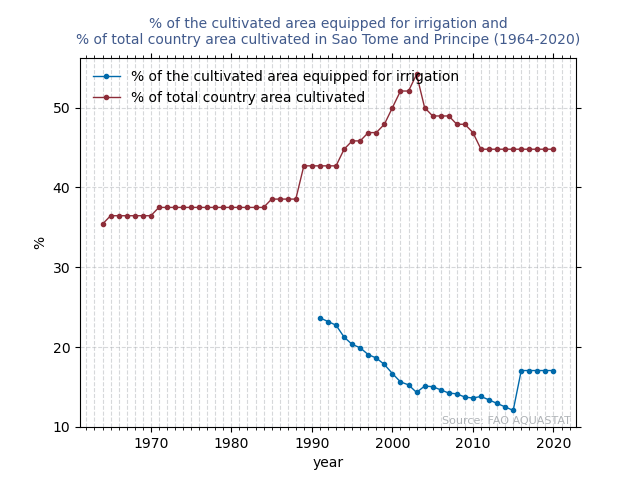 % of the cultivated area equipped for irrigation and
% of total country area cultivated in Sao Tome and Principe (1964-2020)
% of the cultivated area equipped for irrigation
% of total country area cultivated
%
50
40
30
20
10
1970 1980 1990 2000 2010 2020
year
Source: FAO AQUASTAT